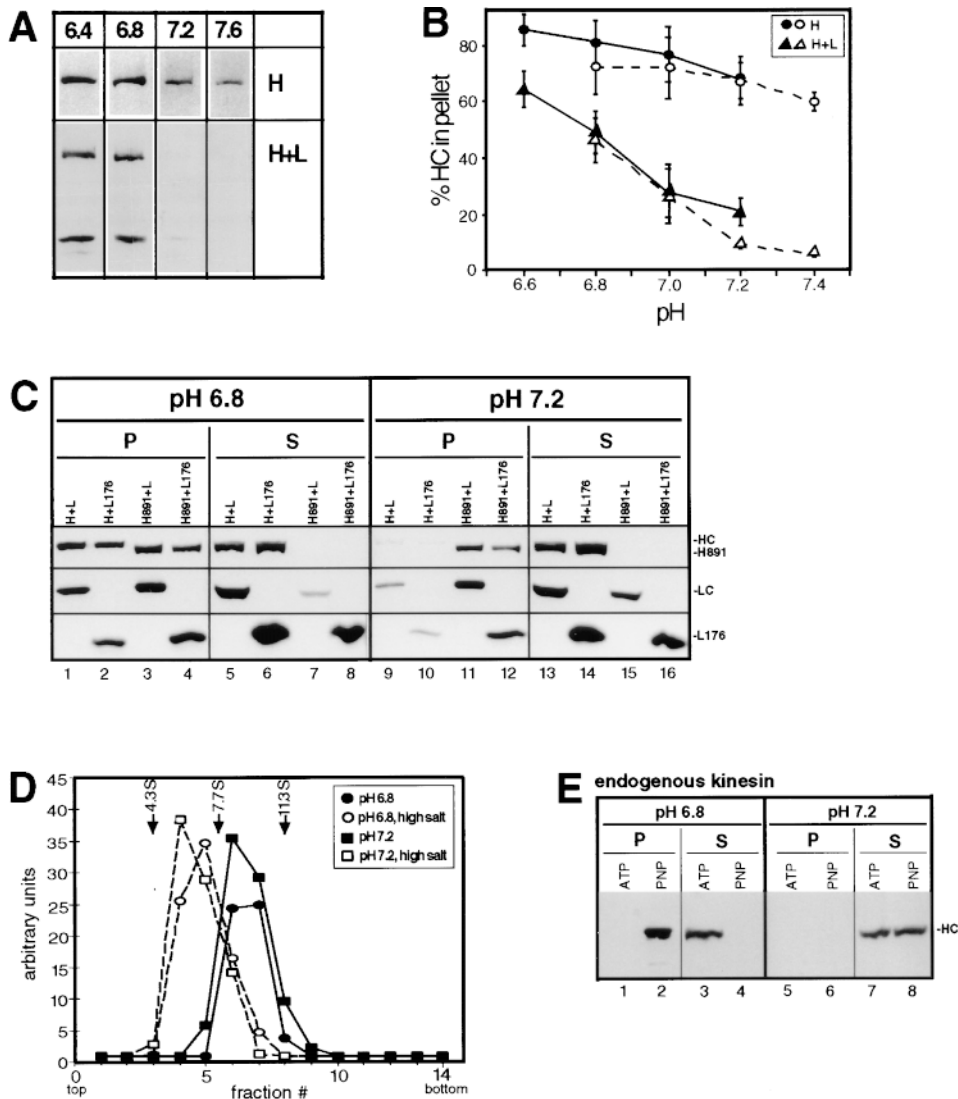 A
6.4 6.8 7.2 7.6
H
H+L
B
% HC in pellet
80
60
40
20
0
H
H+L
6.6 6.8 7.0 7.2 7.4
pH
C
pH 6.8 pH 7.2
P S P S
H+L H+L176 H891+L H891+L176 H+L H+L176 H891+L H891+L176 H+L H+L176 H891+L H891+L176 H+L H+L176 H891+L H891+L176
-HC
-H891
-LC
-L176
1 2 3 4 5 6 7 8 9 10 11 12 13 14 15 16
D
arbitrary units
45
40
35
30
25
20
15
10
5
0
4.3S 7.7S 11.3S
pH 6.8
pH 6.8, high salt
pH 7.2
pH 7.2, high salt
0 5 10 14
top fraction # bottom
E endogenous kinesin
pH 6.8 pH 7.2
P S P S
ATP PNP ATP PNP ATP PNP ATP PNP
-HC
1 2 3 4 5 6 7 8